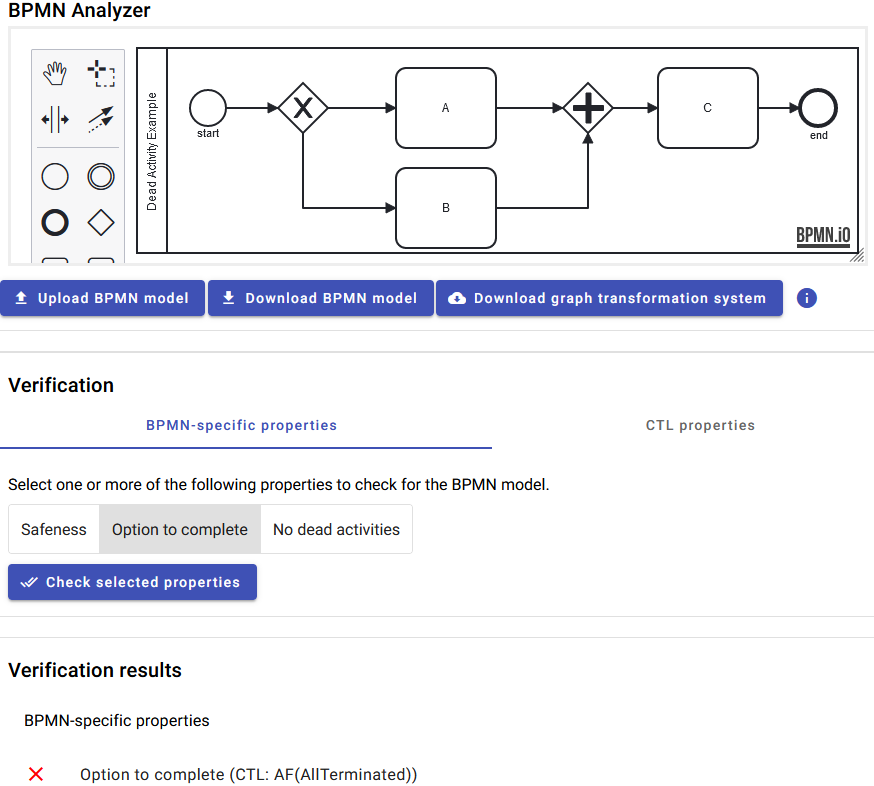 BPMN Analyzer
Dead Activity Example
start
X
A
B
C
end
BPMN.iO
Upload BPMN model
Download BPMN model
Download graph transformation system
i
Verification
BPMN-specific properties
CTL properties
Select one or more of the following properties to check for the BPMN model.
Safeness
Option to complete
No dead activities
Check selected properties
Verification results
BPMN-specific properties
Option to complete (CTL: AF(AllTerminated))